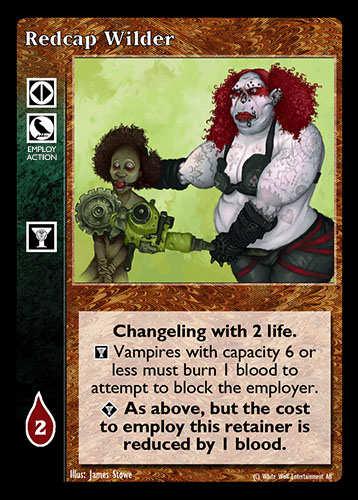 Redcap Wilder
EMPLOY
ACTION
Changeling with 2 life.
Vampires with capacity 6 or
less must burn 1 blood to
attempt to block the employer.
As above, but the cost
to employ this retainer is
reduced by 1 blood.
2
Illus: James Stowe
(C) White Wolf Entertainment AB